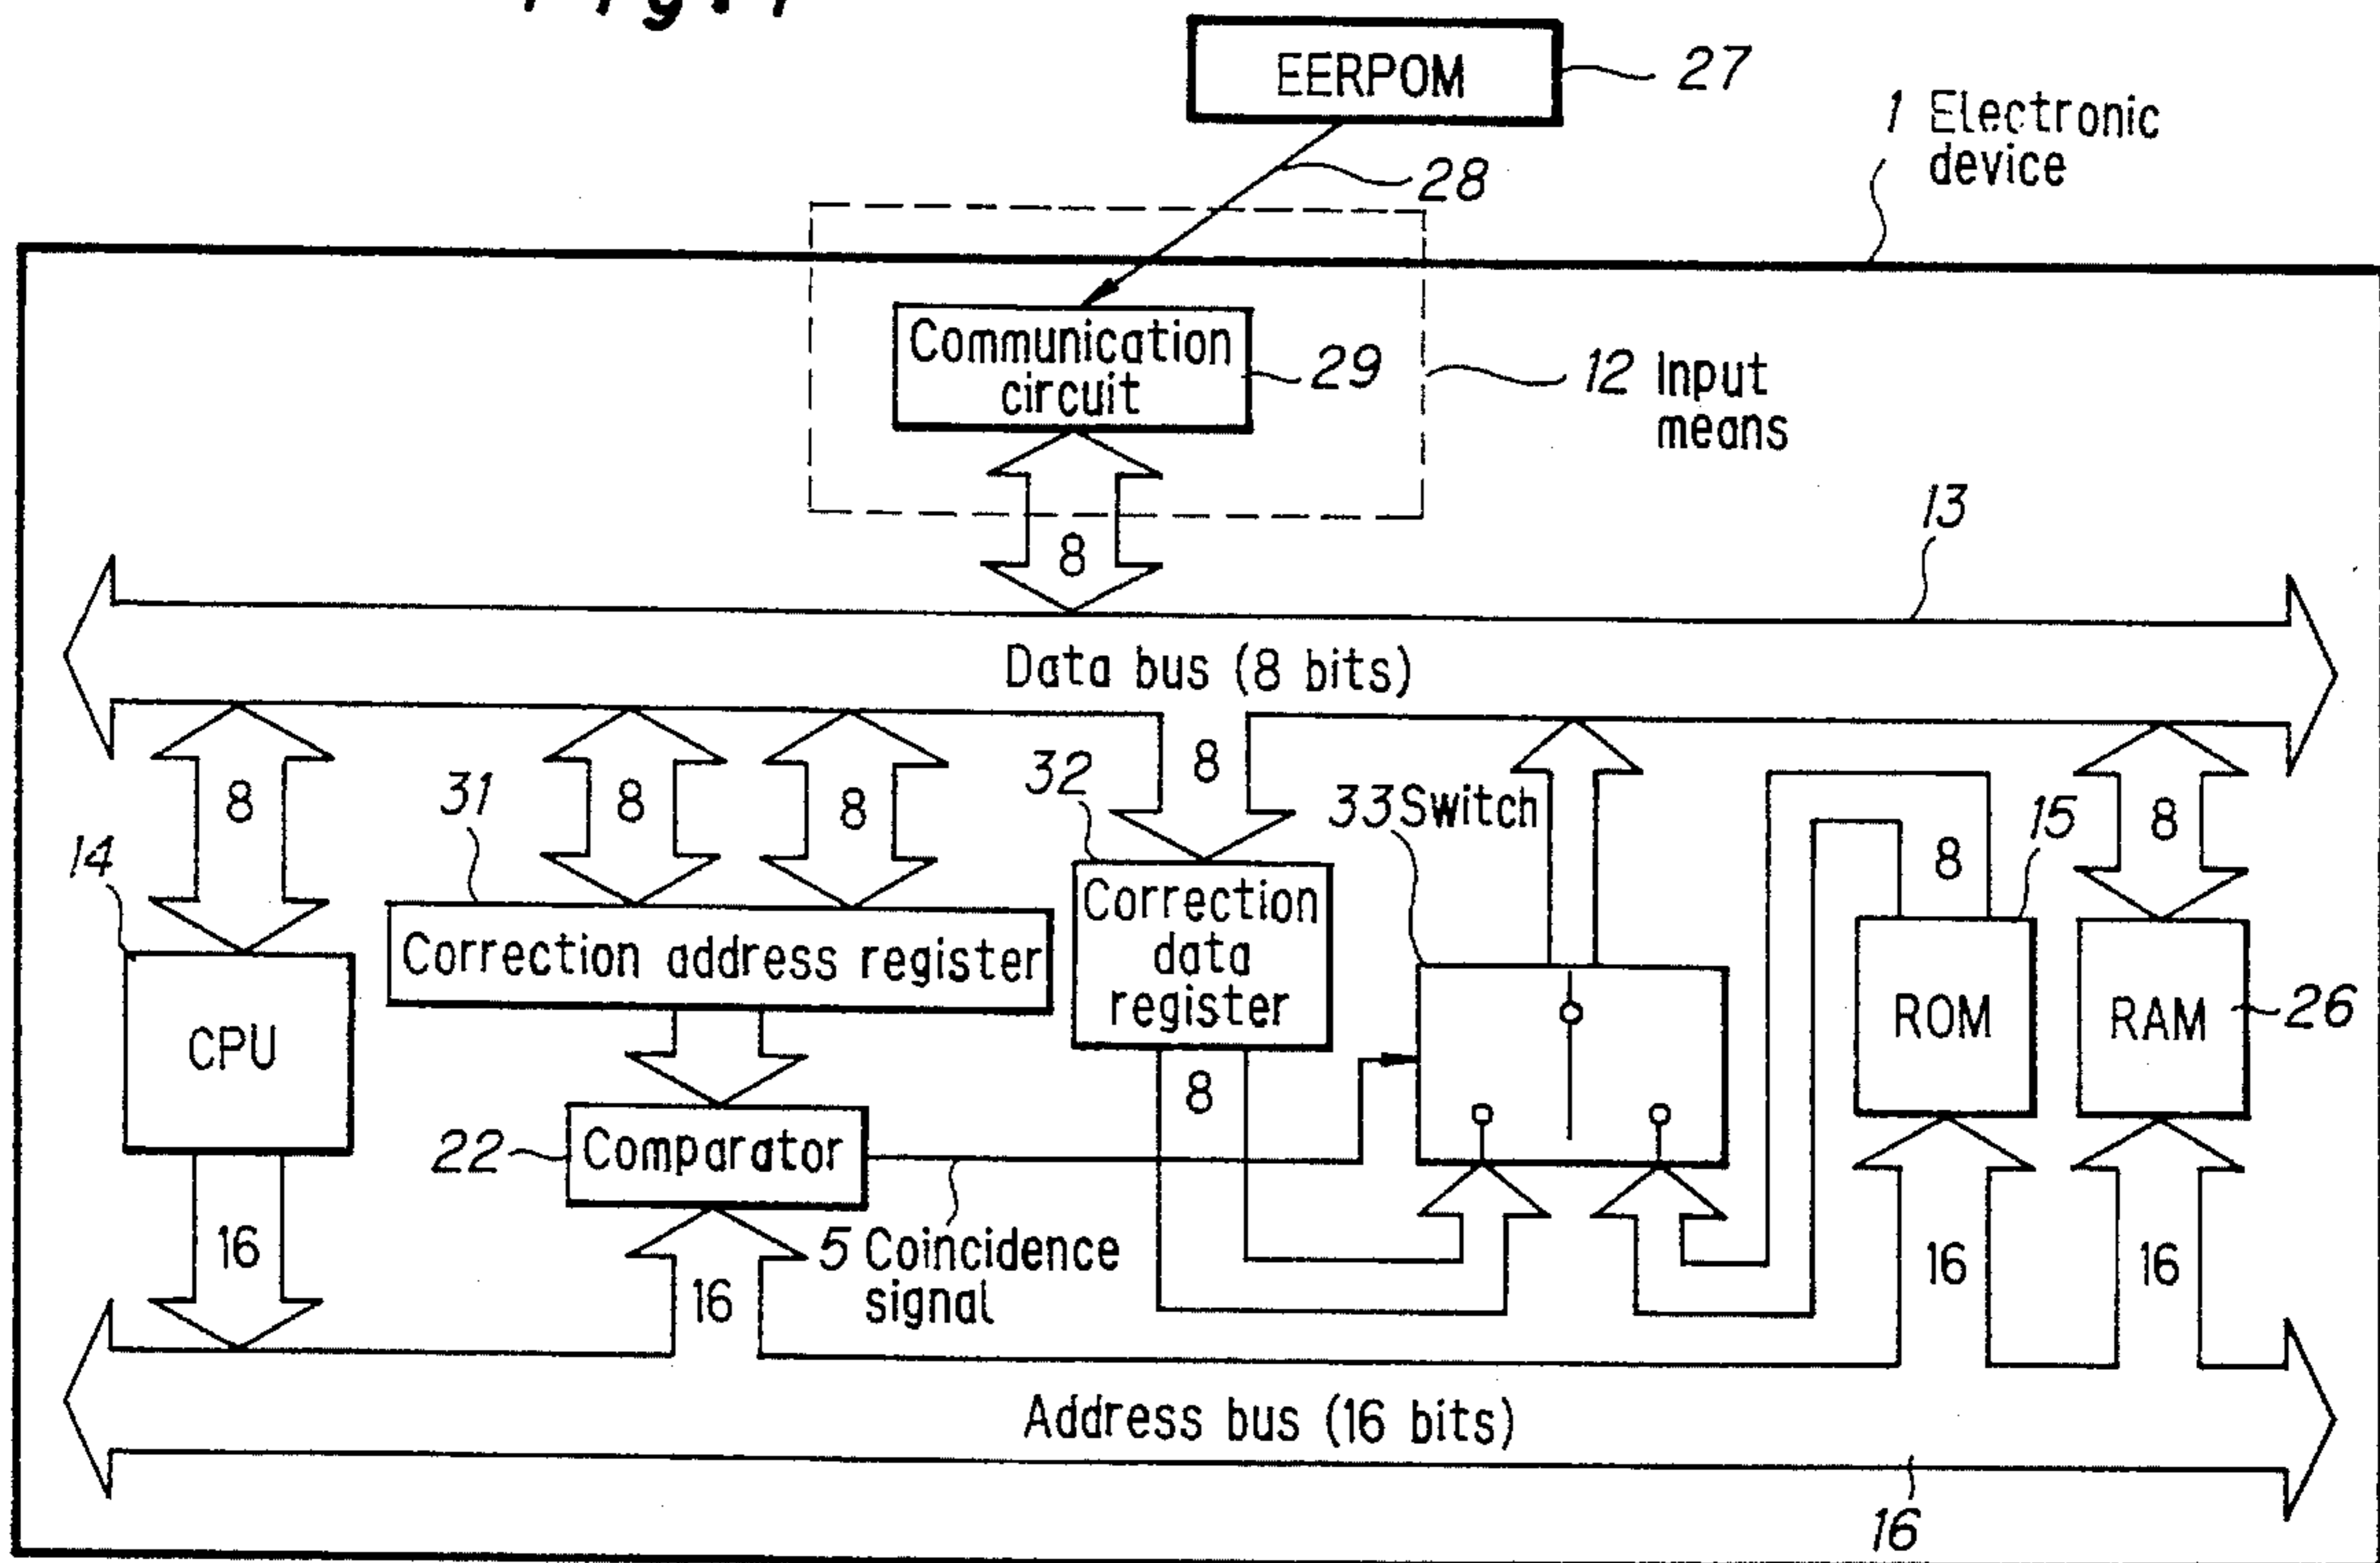 EERPOM
27
1 Electronic
device
28
Communication
circuit
29
12 Input
means
8
13
Data bus (8 bits)
8
31
8
8
32
8
33 Switch
8
15
8
14
Correction address register
Correction
data
register
CPU
ROM
RAM
26
22
Comparator
8
16
5 Coincidence
signal
16
16
16
Address bus (16 bits)
16